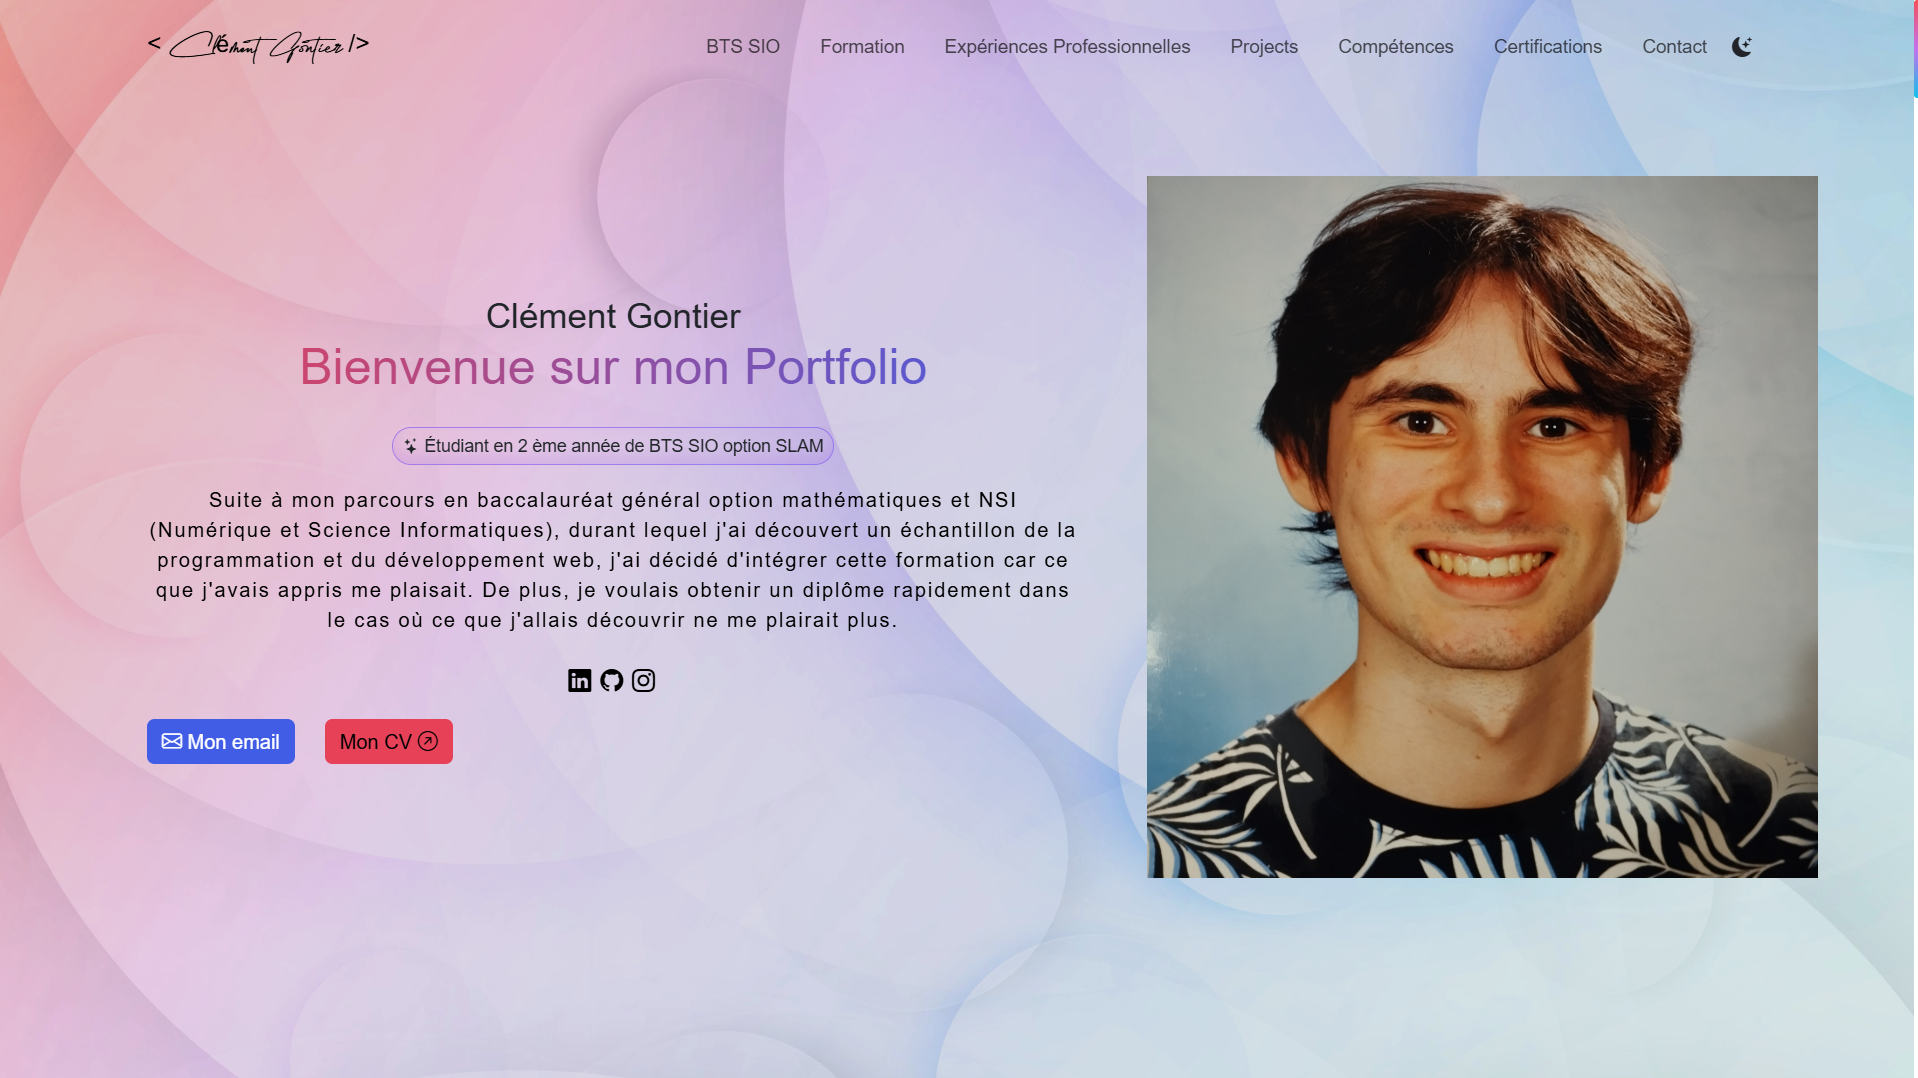 < Clément Gontier />
BTS SIO
Formation
Expériences Professionnelles
Projects
Compétences
Certifications
Contact
Clément Gontier
Bienvenue sur mon Portfolio
Étudiant en 2 ème année de BTS SIO option SLAM
Suite à mon parcours en baccalauréat général option mathématiques et NSI
(Numérique et Science Informatiques), durant lequel j'ai découvert un échantillon de la
programmation et du développement web, j'ai décidé d'intégrer cette formation car ce
que j'avais appris me plaisait. De plus, je voulais obtenir un diplôme rapidement dans
le cas où ce que j'allais découvrir ne me plairait plus.
in
Mon email
Mon CV